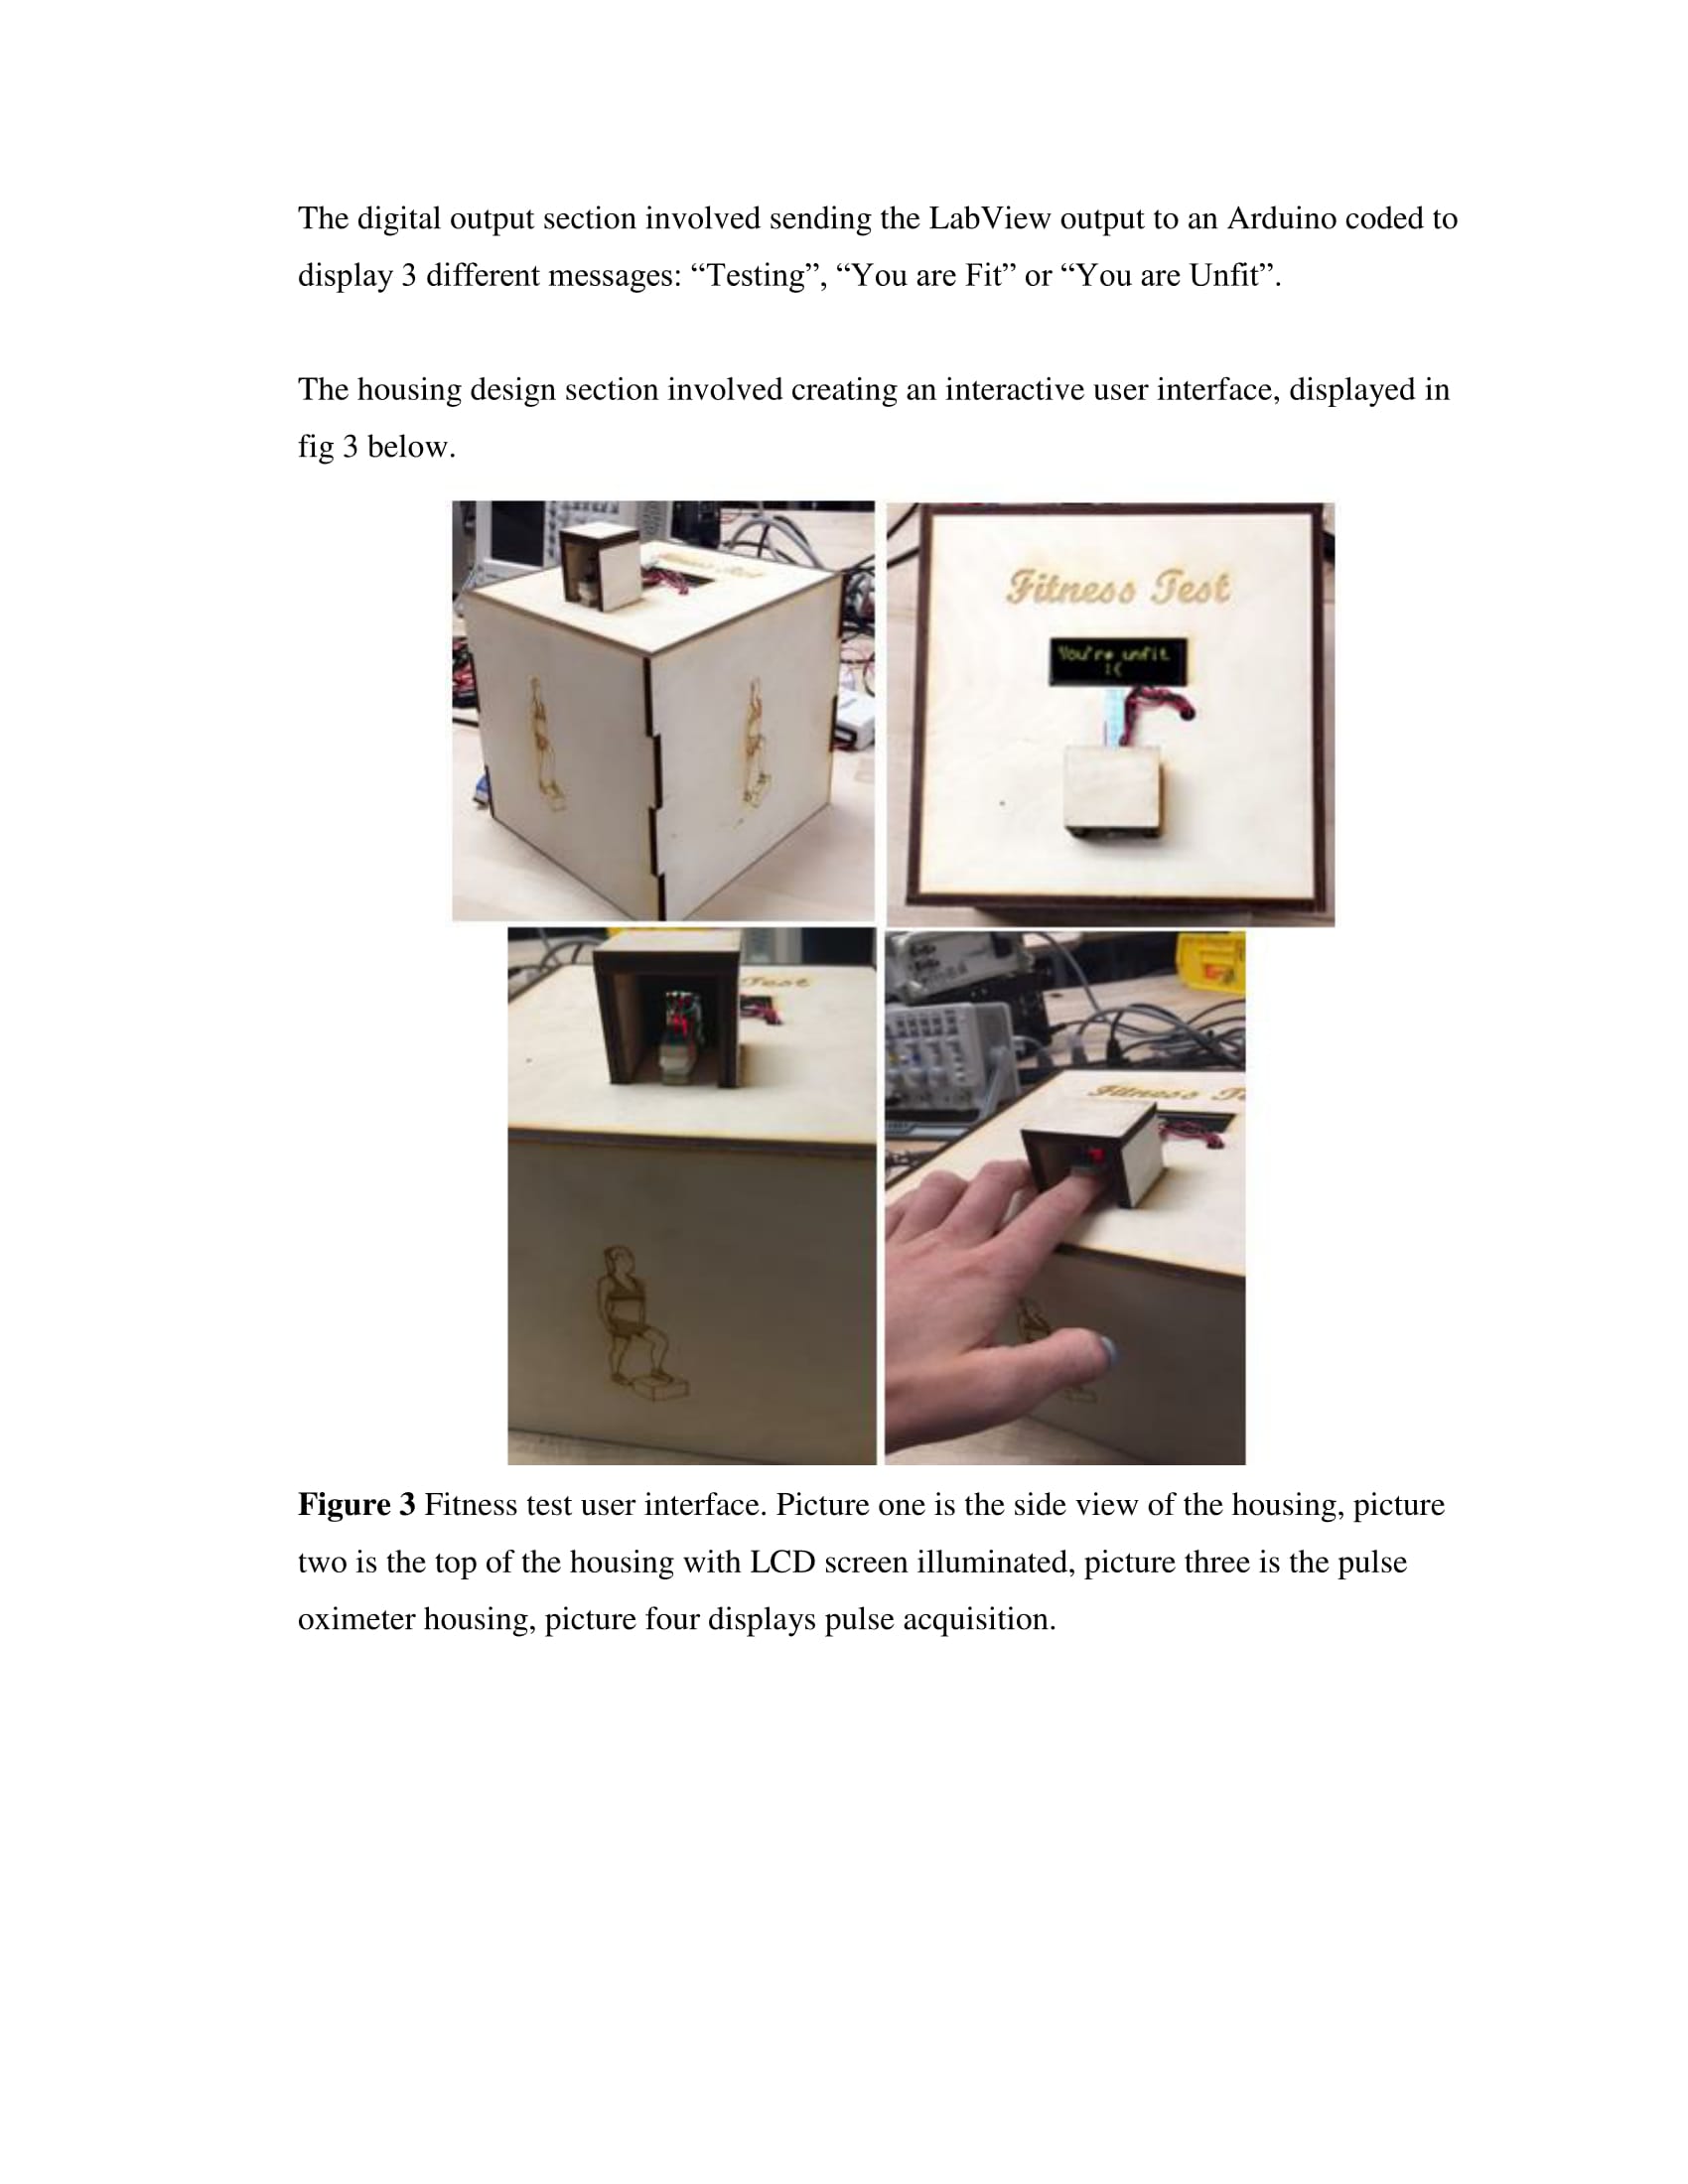 The digital output section involved sending the LabView output to an Arduino coded to
display 3 different messages: “Testing”, “You are Fit” or “You are Unfit”.
The housing design section involved creating an interactive user interface, displayed in
fig 3 below.
Fitness Test
Fitness Test
You're unfit
:(
Test
Fitness Te
Figure 3 Fitness test user interface. Picture one is the side view of the housing, picture
two is the top of the housing with LCD screen illuminated, picture three is the pulse
oximeter housing, picture four displays pulse acquisition.